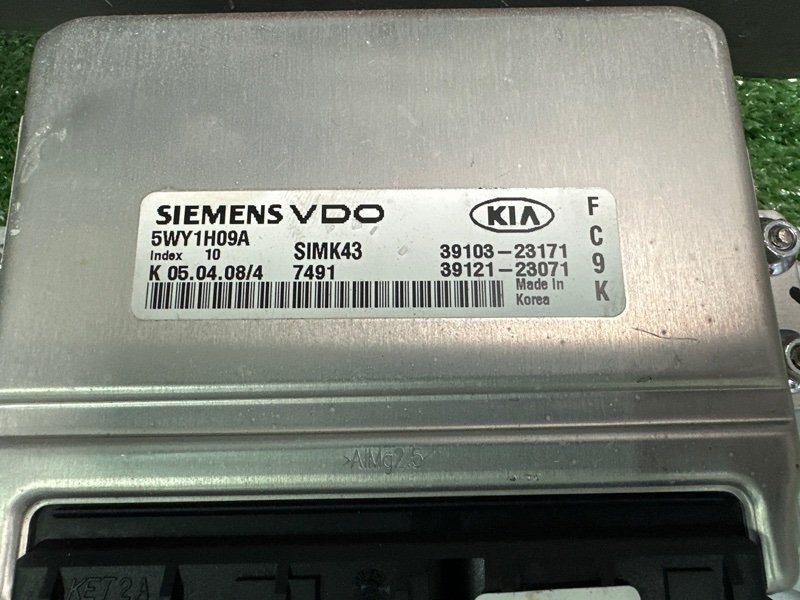 SIEMENS VDO
KIA
5WY1H09A
Index 10
SIMK43
39103-23171
K 05.04.08/4
7491
39121-23071
Made In
Korea
FC9K
>AlMg2.5<
KET2A